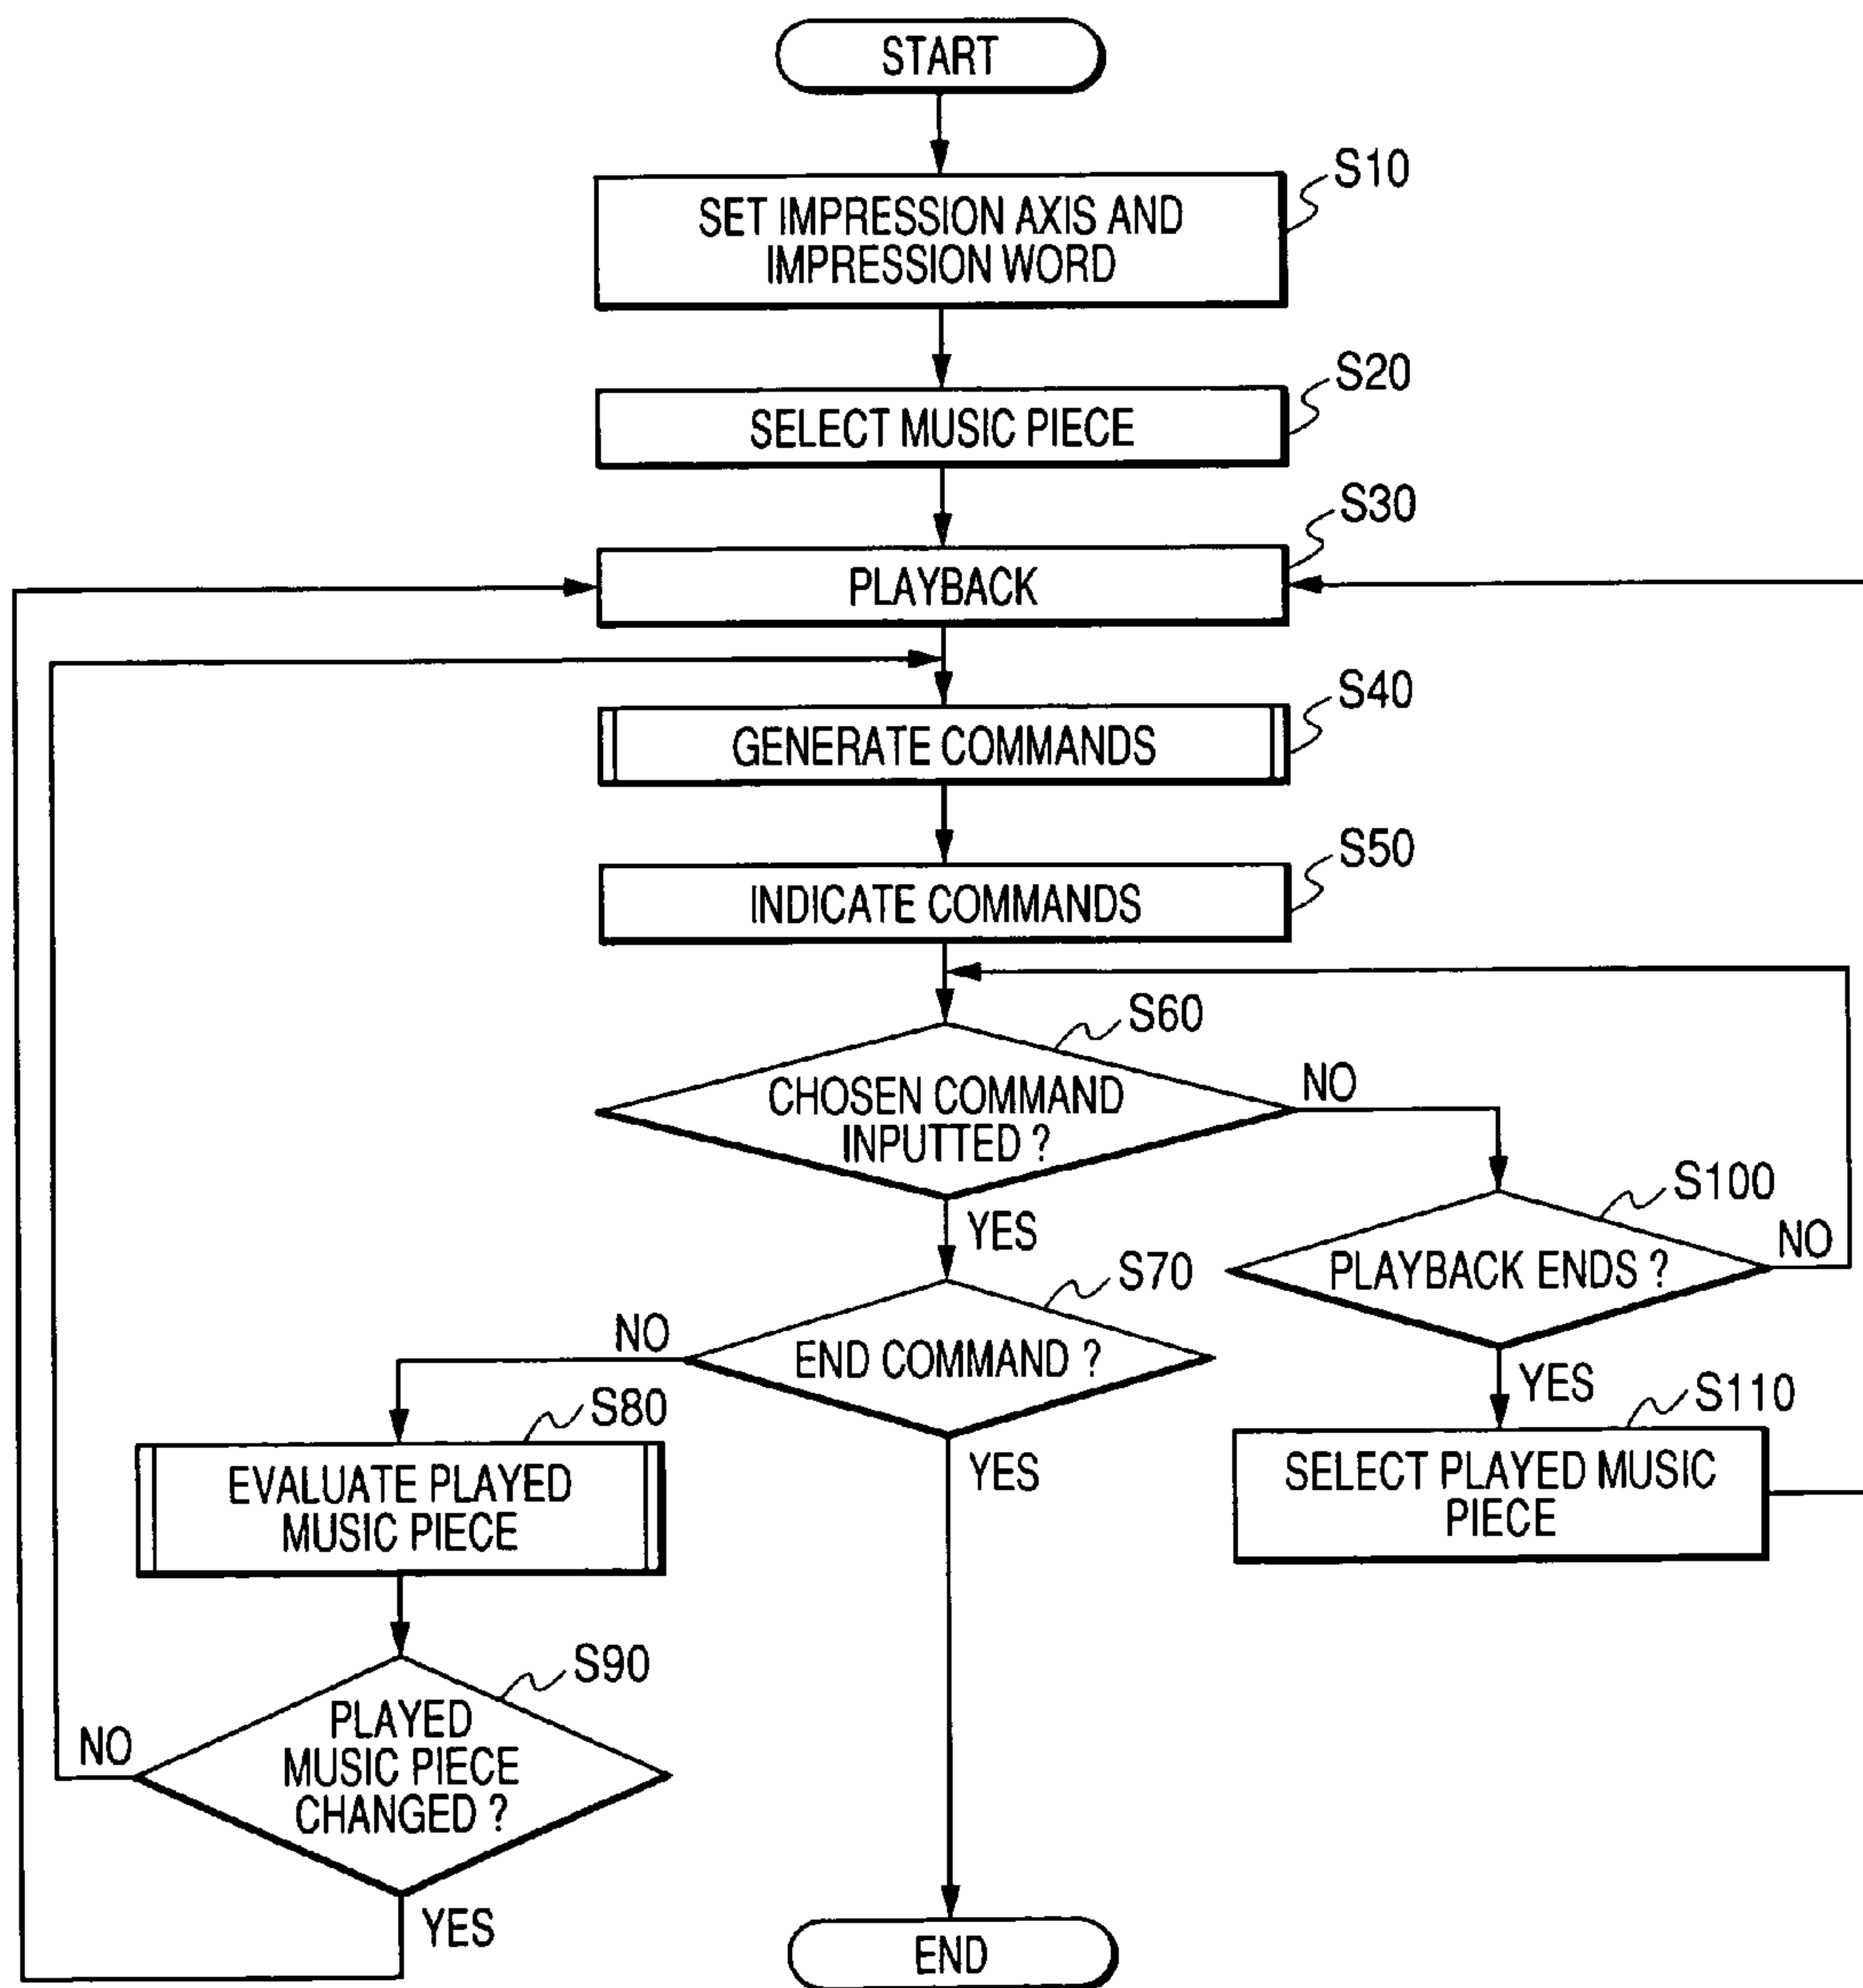 START
S10
SET IMPRESSION AXIS AND
IMPRESSION WORD
S20
SELECT MUSIC PIECE
S30
PLAYBACK
S40
GENERATE COMMANDS
S50
INDICATE COMMANDS
S60
CHOSEN COMMAND
INPUTTED ?
NO
YES
S100
PLAYBACK ENDS ?
NO
YES
S70
END COMMAND ?
NO
YES
S80
EVALUATE PLAYED
MUSIC PIECE
S110
SELECT PLAYED MUSIC
PIECE
S90
PLAYED
MUSIC PIECE
CHANGED ?
NO
YES
END